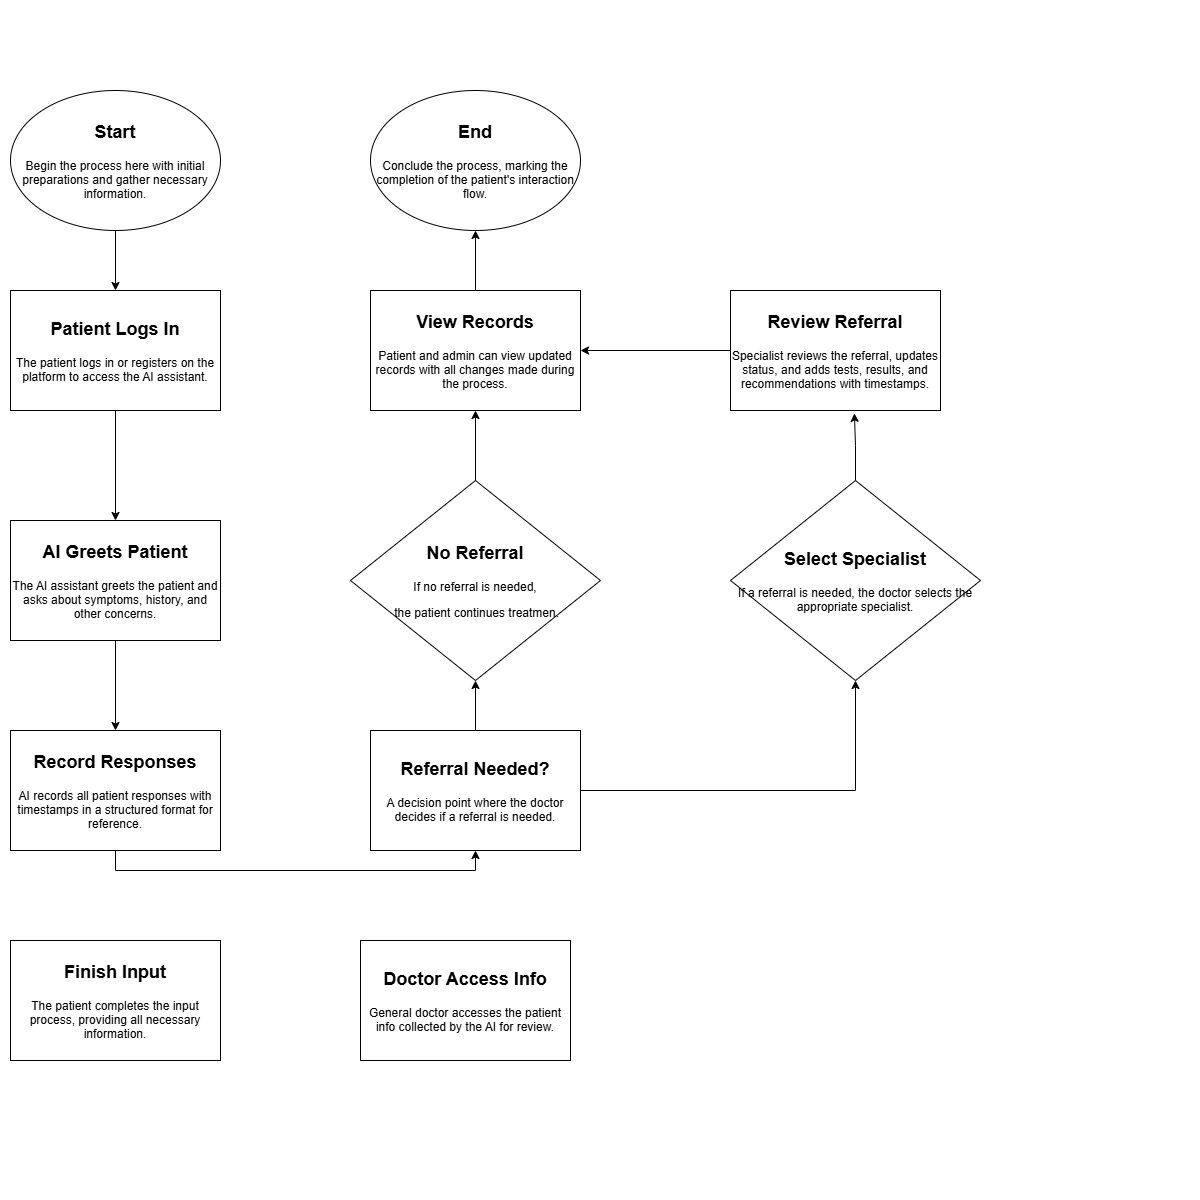 Start
Begin the process here with initial
preparations and gather necessary
information.
End
Conclude the process, marking the
completion of the patient's interaction
flow.
Patient Logs In
The patient logs in or registers on the
platform to access the AI assistant.
View Records
Patient and admin can view updated
records with all changes made during
the process.
Review Referral
Specialist reviews the referral, updates
status, and adds tests, results, and
recommendations with timestamps.
AI Greets Patient
The AI assistant greets the patient and
asks about symptoms, history, and
other concerns.
No Referral
If no referral is needed,
the patient continues treatmen.
Select Specialist
If a referral is needed, the doctor selects the
appropriate specialist.
Record Responses
AI records all patient responses with
timestamps in a structured format for
reference.
Referral Needed?
A decision point where the doctor
decides if a referral is needed.
Finish Input
The patient completes the input
process, providing all necessary
information.
Doctor Access Info
General doctor accesses the patient
info collected by the AI for review.